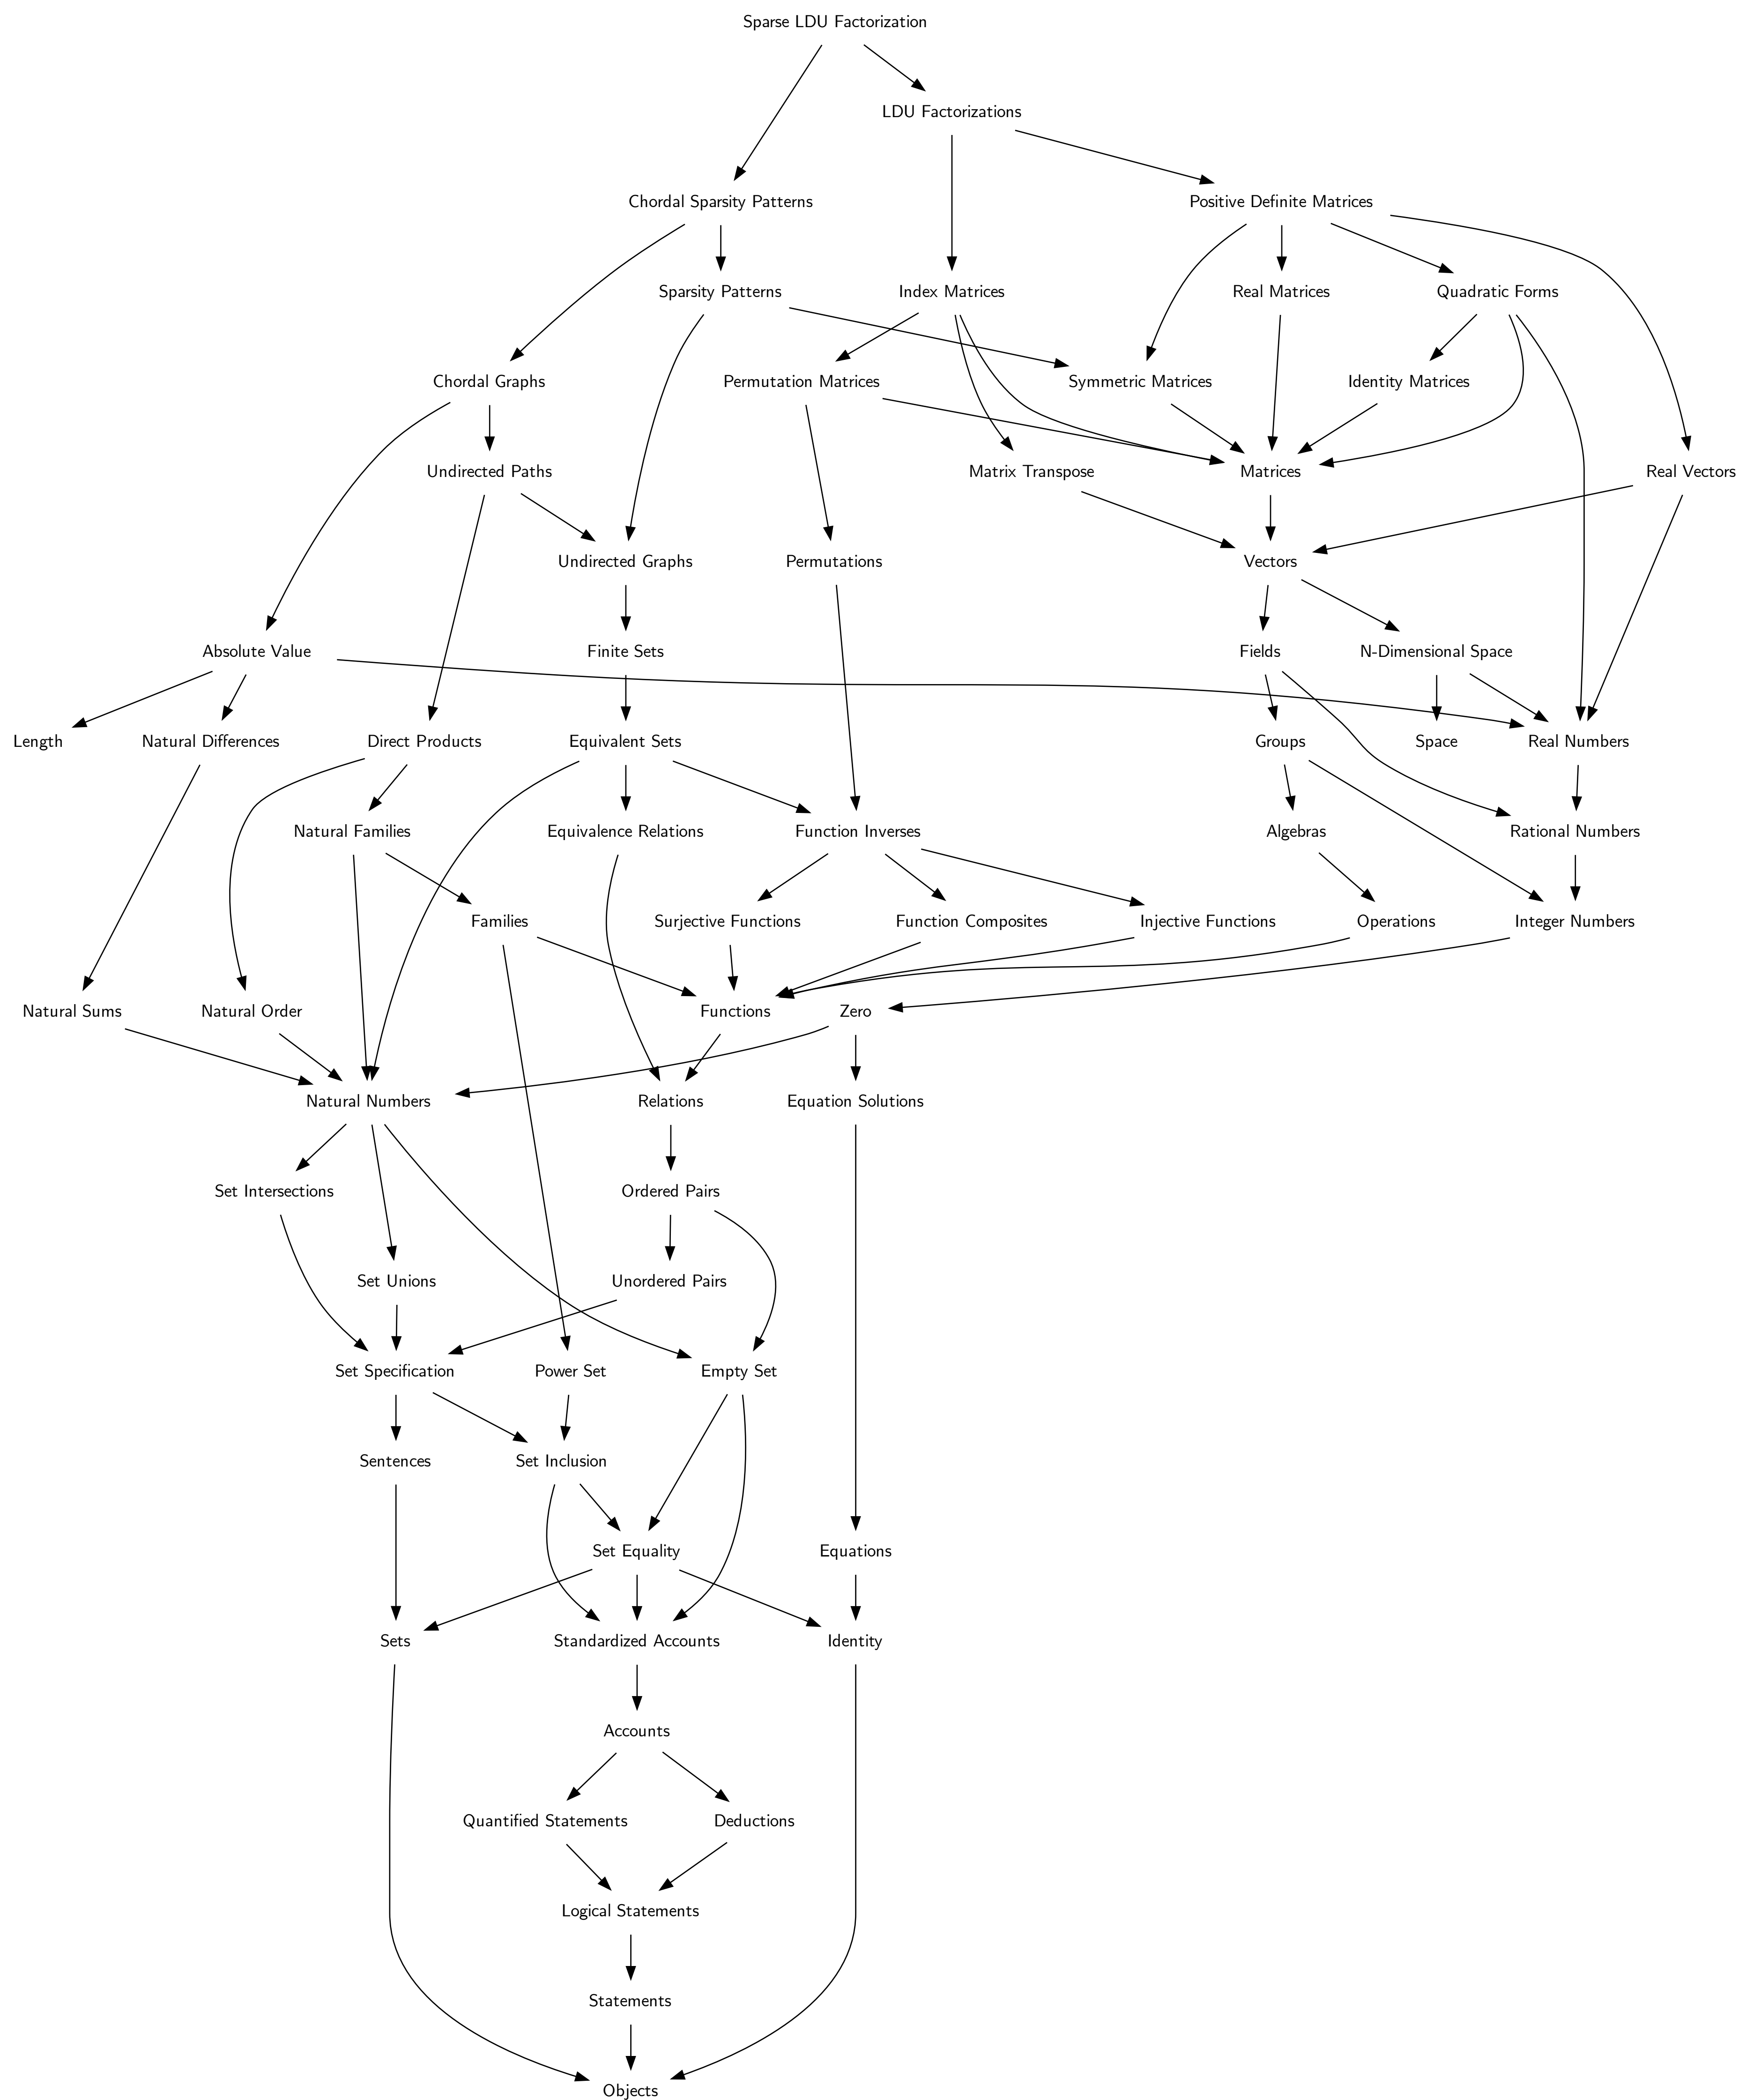 Sparse LDU Factorization
LDU Factorizations
Chordal Sparsity Patterns
Positive Definite Matrices
Sparsity Patterns
Index Matrices
Real Matrices
Quadratic Forms
Chordal Graphs
Permutation Matrices
Symmetric Matrices
Identity Matrices
Undirected Paths
Matrix Transpose
Matrices
Real Vectors
Undirected Graphs
Permutations
Vectors
Absolute Value
Finite Sets
Fields
N-Dimensional Space
Length
Natural Differences
Direct Products
Equivalent Sets
Groups
Space
Real Numbers
Natural Families
Equivalence Relations
Function Inverses
Algebras
Rational Numbers
Families
Surjective Functions
Function Composites
Injective Functions
Operations
Integer Numbers
Natural Sums
Natural Order
Functions
Zero
Natural Numbers
Relations
Equation Solutions
Set Intersections
Ordered Pairs
Set Unions
Unordered Pairs
Set Specification
Power Set
Empty Set
Sentences
Set Inclusion
Set Equality
Equations
Sets
Standardized Accounts
Identity
Accounts
Quantified Statements
Deductions
Logical Statements
Statements
Objects